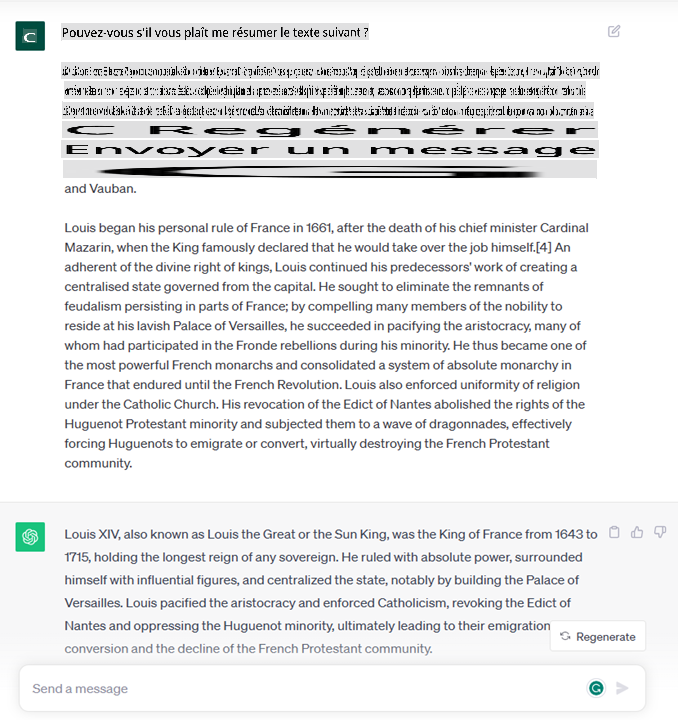 Pouvez-vous s'il vous plaît me résumer le texte suivant ?
C Regénérer
Envoyer un message
and Vauban.
Louis began his personal rule of France in 1661, after the death of his chief minister Cardinal
Mazarin, when the King famously declared that he would take over the job himself.[4] An
adherent of the divine right of kings, Louis continued his predecessors' work of creating a
centralised state governed from the capital. He sought to eliminate the remnants of
feudalism persisting in parts of France; by compelling many members of the nobility to
reside at his lavish Palace of Versailles, he succeeded in pacifying the aristocracy, many of
whom had participated in the Fronde rebellions during his minority. He thus became one of
the most powerful French monarchs and consolidated a system of absolute monarchy in
France that endured until the French Revolution. Louis also enforced uniformity of religion
under the Catholic Church. His revocation of the Edict of Nantes abolished the rights of the
Huguenot Protestant minority and subjected them to a wave of dragonnades, effectively
forcing Huguenots to emigrate or convert, virtually destroying the French Protestant
community.
Louis XIV, also known as Louis the Great or the Sun King, was the King of France from 1643 to
1715, holding the longest reign of any sovereign. He ruled with absolute power, surrounded
himself with influential figures, and centralized the state, notably by building the Palace of
Versailles. Louis pacified the aristocracy and enforced Catholicism, revoking the Edict of
Nantes and oppressing the Huguenot minority, ultimately leading to their emigration
Regenerate
conversion and the decline of the French Protestant community.
Send a message